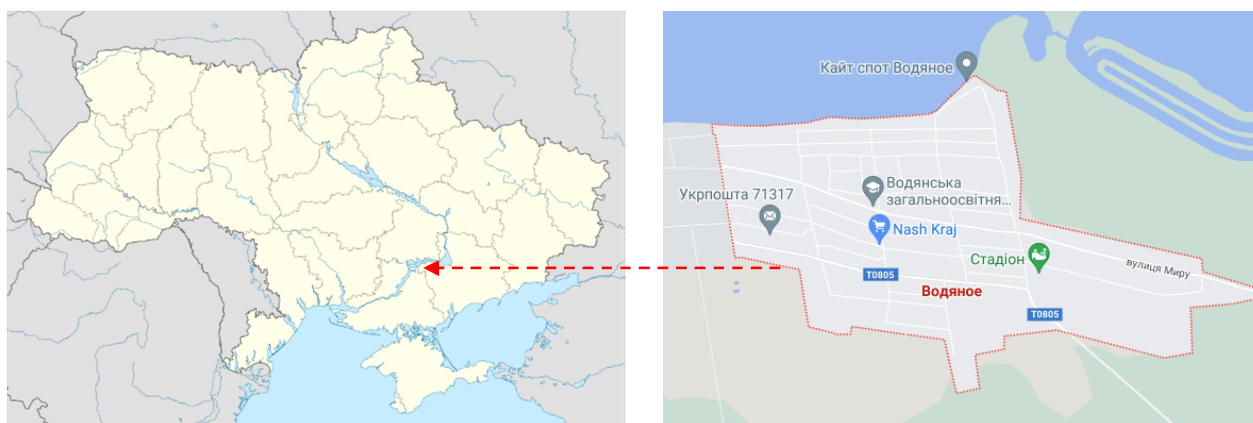 Кайт спот Водяное
Водянська
загальноосвітня...
Укрпошта 71317
Nash Kraj
Стадіон
вулиця Миру
T0805
Водяное
T0805